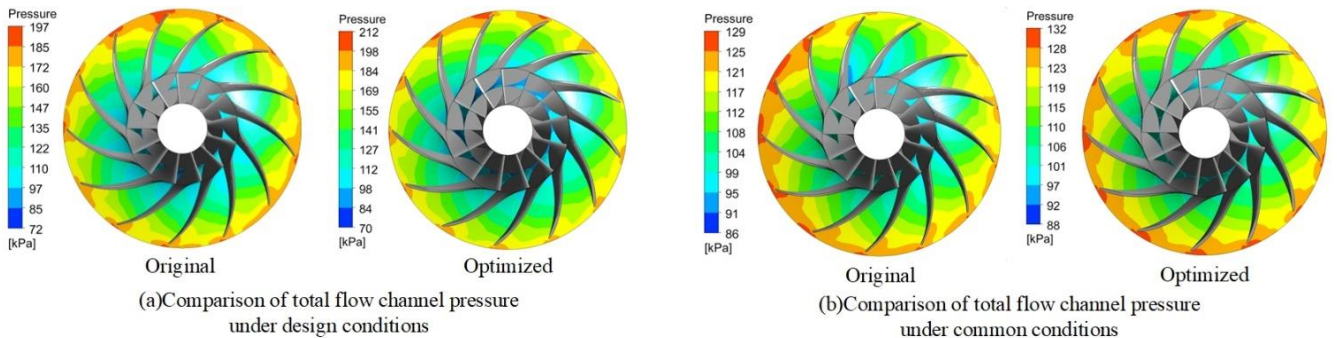 Pressure
197
185
172
160
147
135
122
110
97
85
72
[kPa]
Original
Pressure
212
198
184
169
155
141
127
112
98
84
70
[kPa]
Optimized
(a)Comparison of total flow channel pressure
under design conditions
Pressure
129
125
121
117
112
108
104
99
95
91
86
[kPa]
Original
Pressure
132
128
123
119
115
110
106
101
97
92
88
[kPa]
Optimized
(b)Comparison of total flow channel pressure
under common conditions